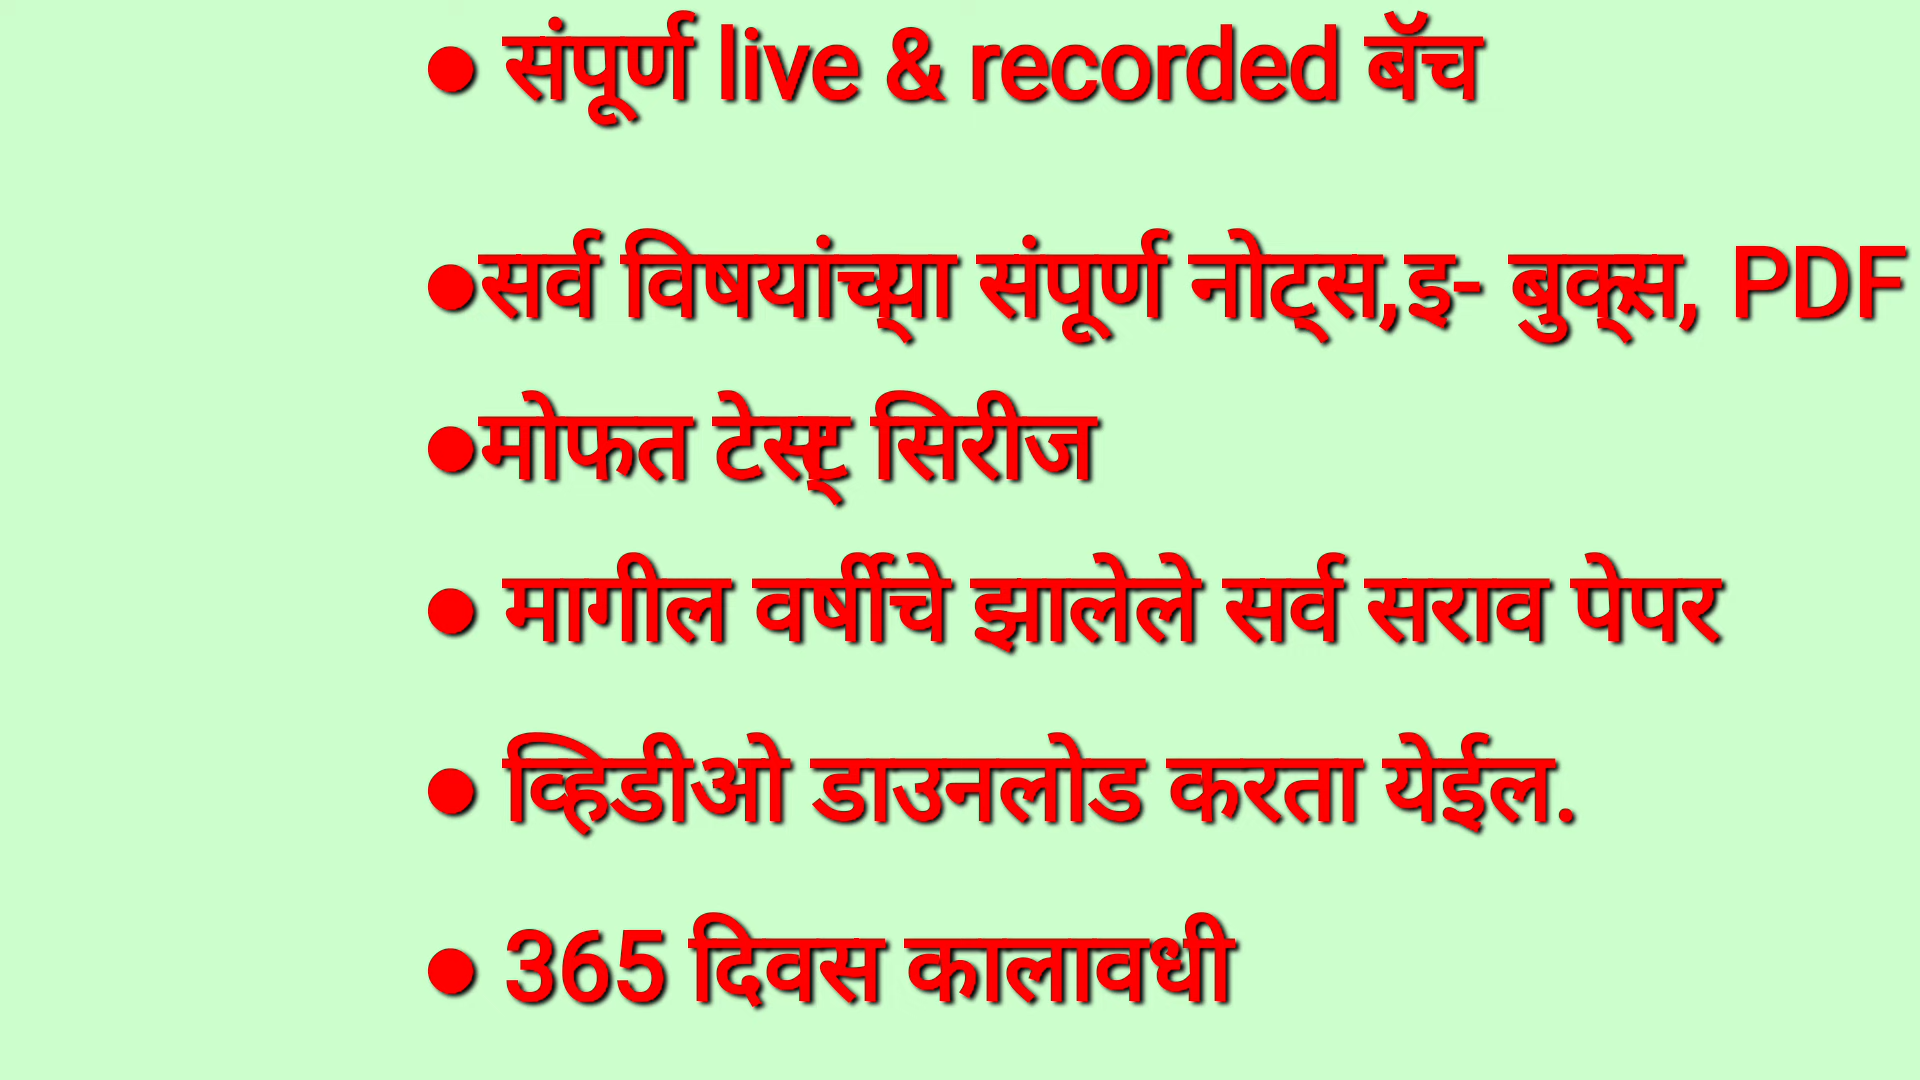 ● संपूर्ण live & recorded बॅच
●सर्व विषयांच्या संपूर्ण नोट्स,इ- बुक्स, PDF
●मोफत टेस्ट सिरीज
● मागील वर्षीचे झालेले सर्व सराव पेपर
● व्हिडीओ डाउनलोड करता येईल.
● 365 दिवस कालावधी